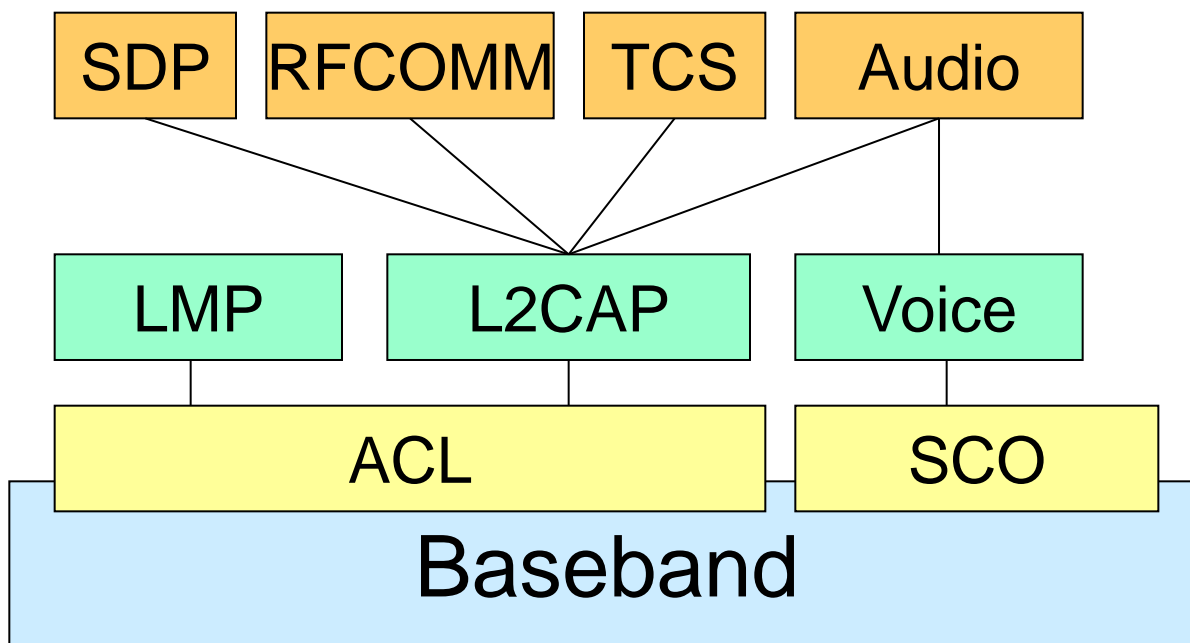 SDP
RFCOMM
TCS
Audio
LMP
L2CAP
Voice
ACL
SCO
Baseband